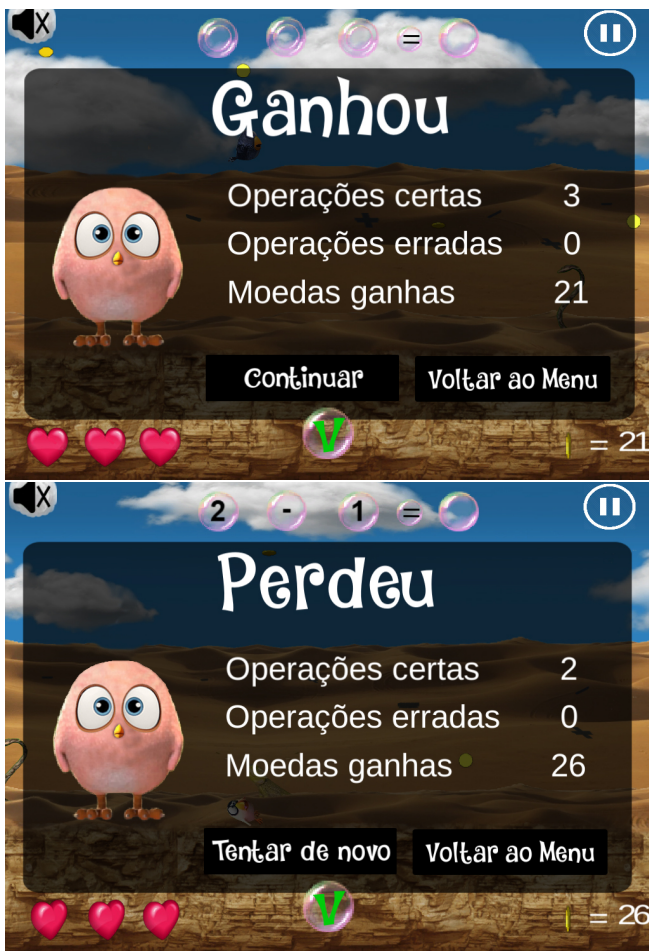 X
=
Ganhou
Operações certas 3
Operações erradas 0
Moedas ganhas 21
Continuar Voltar ao Menu
V
= 21
X
2 - 1 =
Perdeu
Operações certas 2
Operações erradas 0
Moedas ganhas 26
Tentar de novo Voltar ao Menu
V
= 26